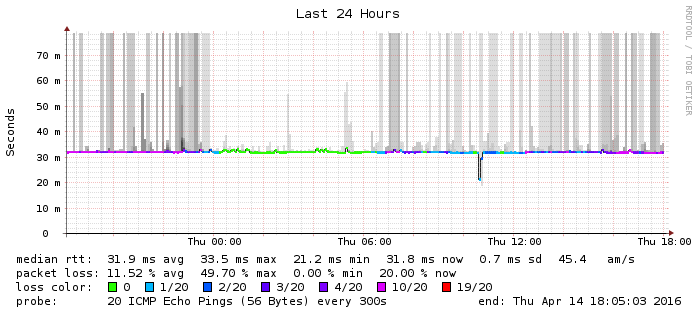 Last 24 Hours
RRDTOOL / TOBI OETIKER
Seconds
70 m
60 m
50 m
40 m
30 m
20 m
10 m
0
Thu 00:00 Thu 06:00 Thu 12:00 Thu 18:00
median rtt: 31.9 ms avg 33.5 ms max 21.2 ms min 31.8 ms now 0.7 ms sd 45.4 am/s
packet loss: 11.52 % avg 49.70 % max 0.00 % min 20.00 % now
loss color: 0 1/20 2/20 3/20 4/20 10/20 19/20
probe: 20 ICMP Echo Pings (56 Bytes) every 300s end: Thu Apr 14 18:05:03 2016